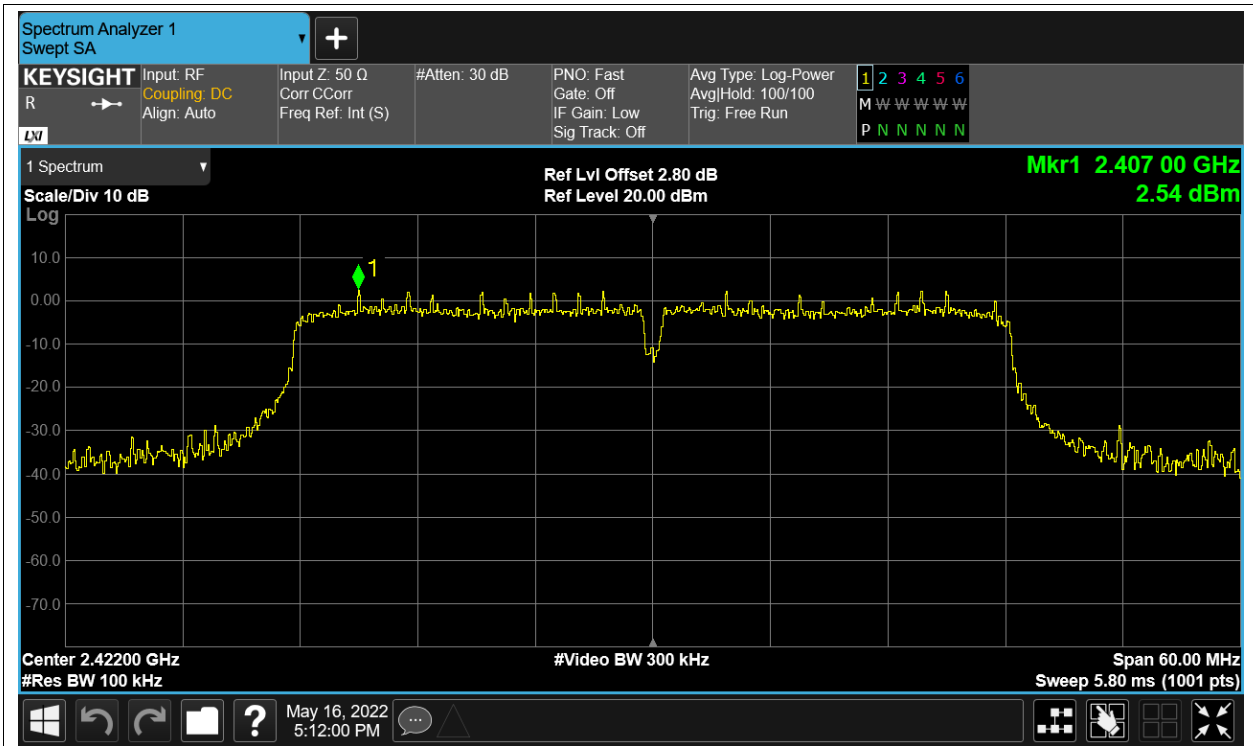 Spectrum Analyzer 1
Swept SA
KEYSIGHT
R
LXI
Input: RF
Coupling: DC
Align: Auto
Input Z: 50 Ω
Corr CCorr
Freq Ref: Int (S)
#Atten: 30 dB
PNO: Fast
Gate: Off
IF Gain: Low
Sig Track: Off
Avg Type: Log-Power
Avg|Hold: 100/100
Trig: Free Run
1 2 3 4 5 6
M W W W W W
P N N N N N
1 Spectrum
Scale/Div 10 dB
Ref Lvl Offset 2.80 dB
Ref Level 20.00 dBm
Mkr1 2.407 00 GHz
2.54 dBm
Log
1
10.0
0.00
-10.0
-20.0
-30.0
-40.0
-50.0
-60.0
-70.0
Center 2.42200 GHz
#Res BW 100 kHz
#Video BW 300 kHz
Span 60.00 MHz
Sweep 5.80 ms (1001 pts)
?
May 16, 2022
5:12:00 PM